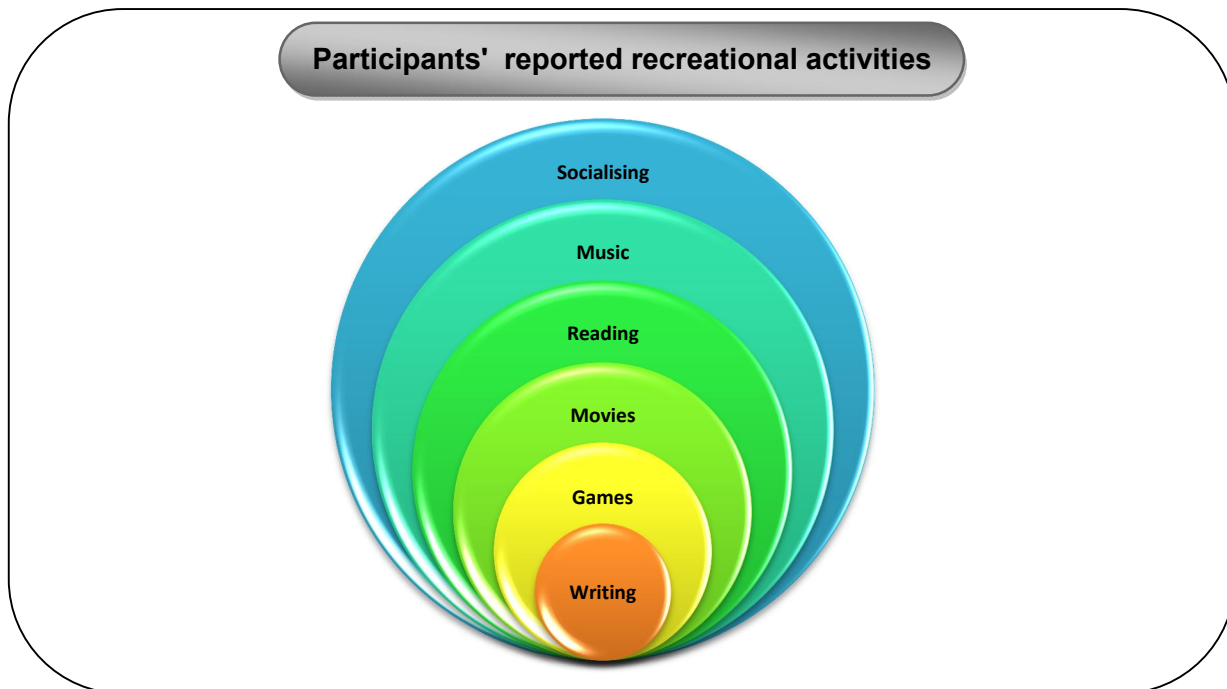 Participants'  reported recreational activities
Socialising
Music
Reading
Movies
Games
Writing